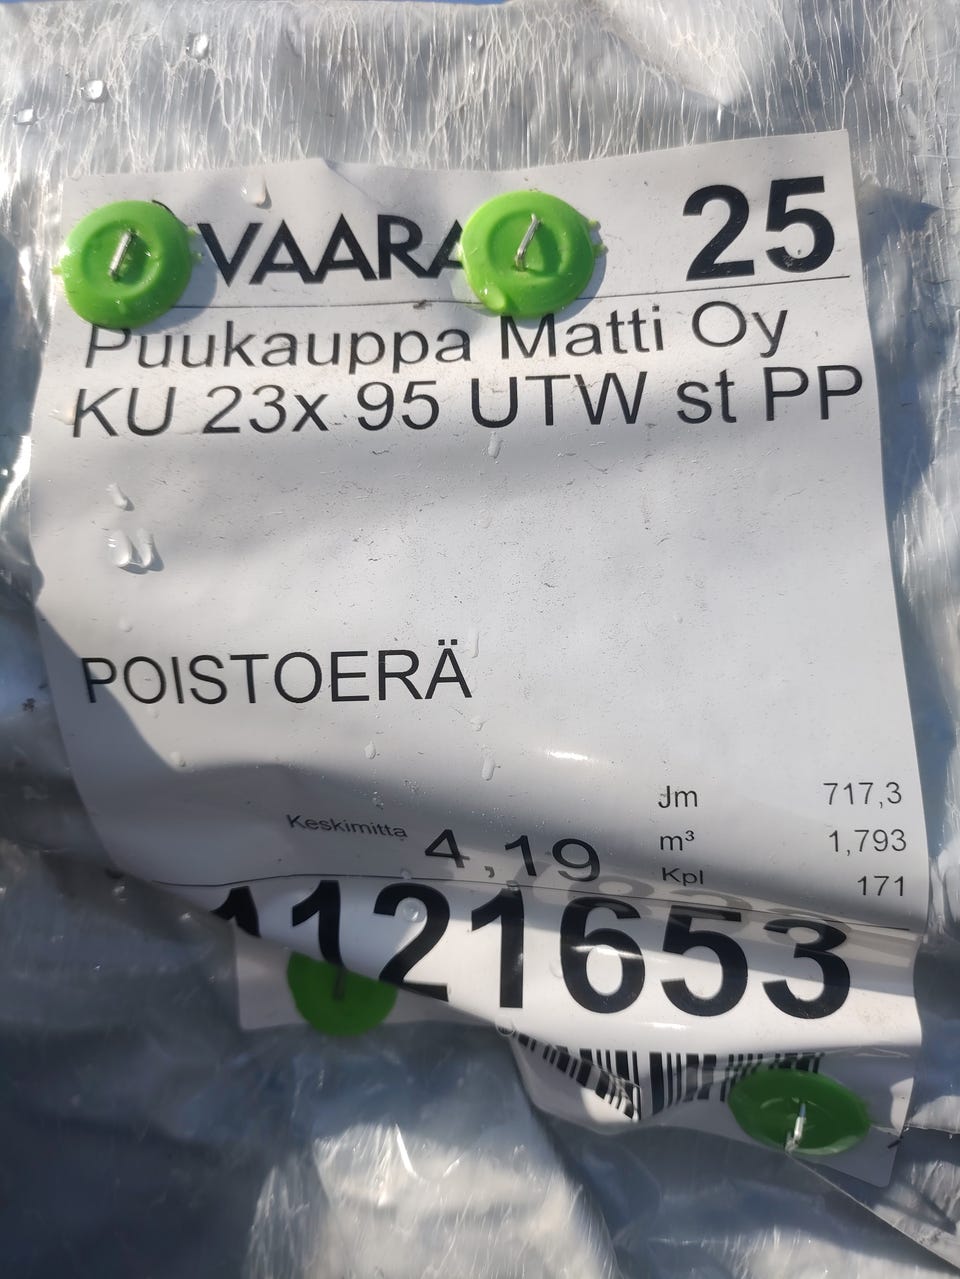 VAARA 25
Puukauppa Matti Oy
KU 23x 95 UTW st PP
POISTOERÄ
Jm 717,3
Keskimitta 4,19 m³ 1,793
Kpl 171
1121653